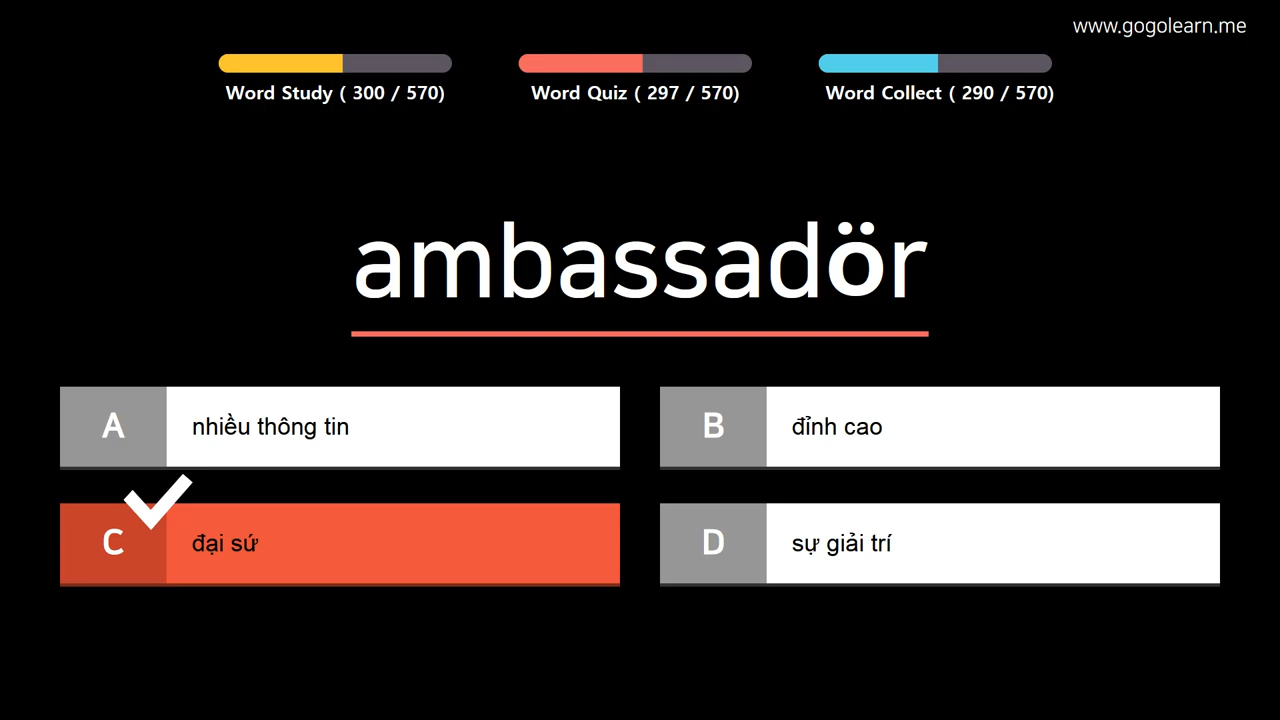 www.gogolearn.me
Word Study ( 300 / 570)
Word Quiz ( 297 / 570)
Word Collect ( 290 / 570)
ambassadör
A
nhiều thông tin
B
đỉnh cao
C
đại sứ
D
sự giải trí